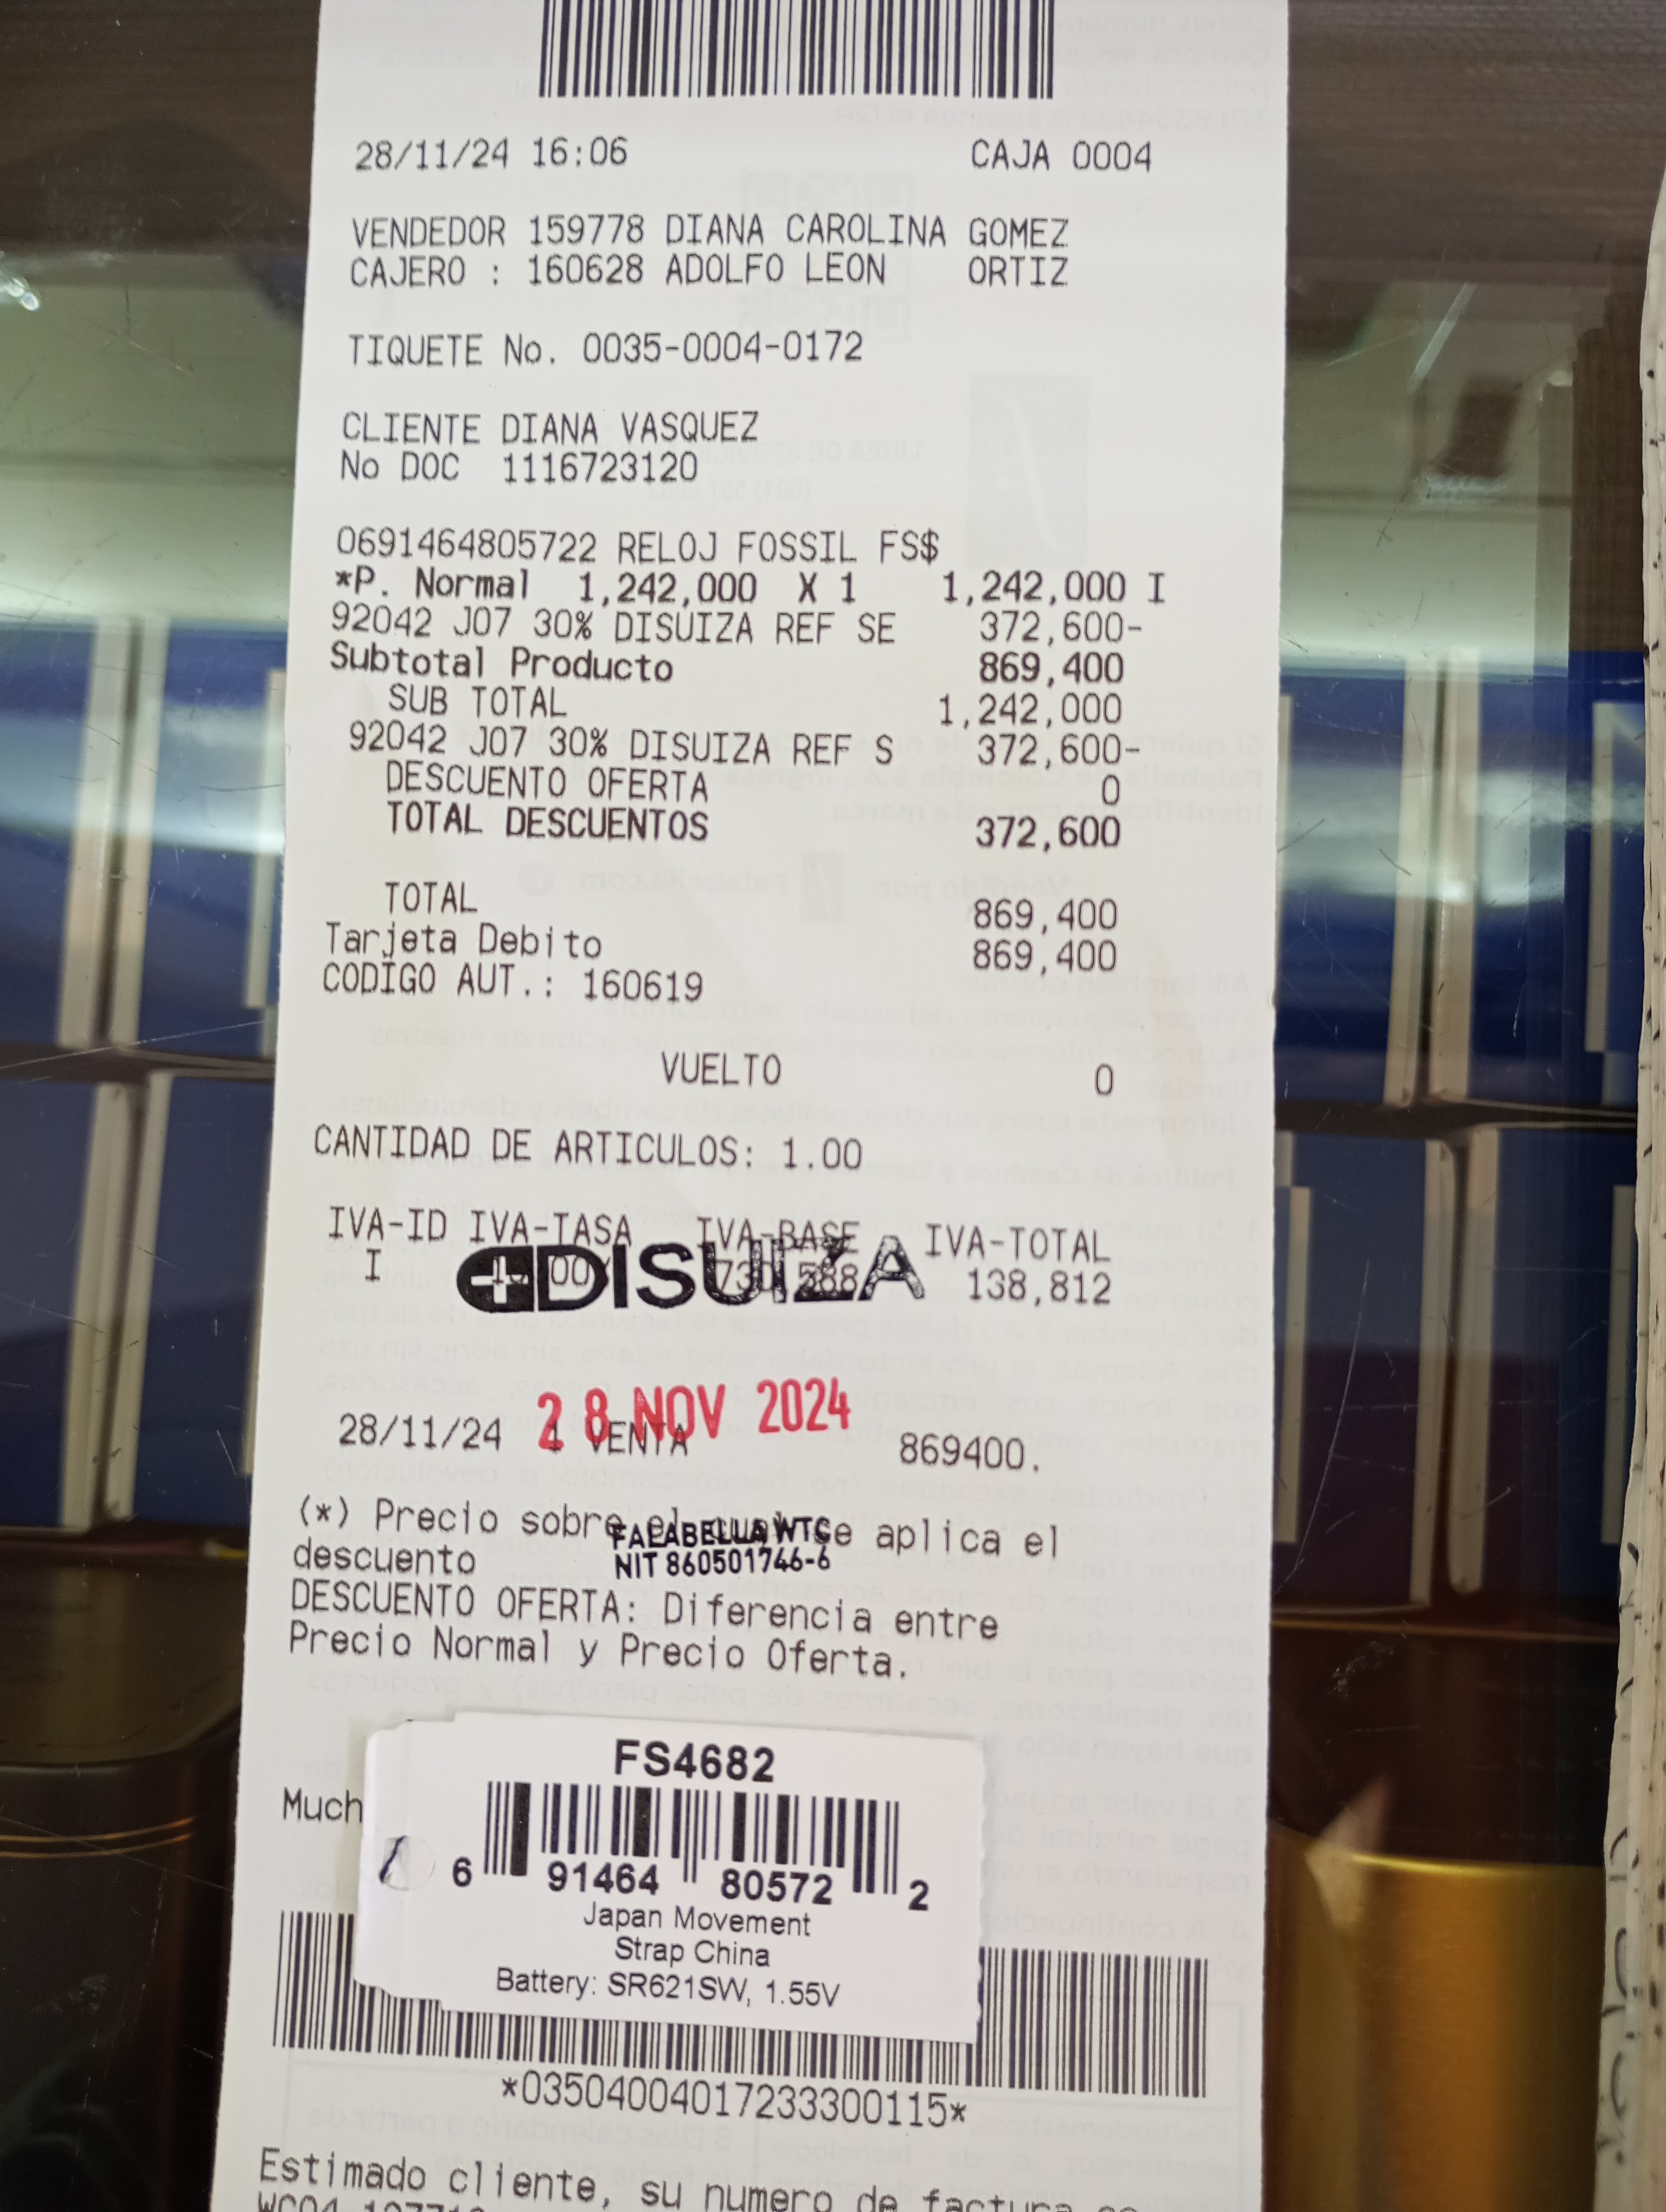 28/11/24 16:06 CAJA 0004
VENDEDOR 159778 DIANA CAROLINA GOMEZ
CAJERO : 160628 ADOLFO LEON ORTIZ
TIQUETE No. 0035-0004-0172
CLIENTE DIANA VASQUEZ
No DOC 1116723120
0691464805722 RELOJ FOSSIL FS$
*P. Normal 1,242,000 X 1 1,242,000 I
92042 J07 30% DISUIZA REF SE 372,600-
Subtotal Producto 869,400
SUB TOTAL 1,242,000
92042 J07 30% DISUIZA REF S 372,600-
DESCUENTO OFERTA 0
TOTAL DESCUENTOS 372,600
TOTAL 869,400
Tarjeta Debito 869,400
CODIGO AUT.: 160619
VUELTO 0
CANTIDAD DE ARTICULOS: 1.00
IVA-ID IVA-TASA IVA-BASE IVA-TOTAL
I 138,812
DISUIZA
28 NOV 2024
28/11/24 1 VENTA 869400.
(*) Precio sobre el cual se aplica el
descuento
FALABELLA WTC
NIT 860501746-6
DESCUENTO OFERTA: Diferencia entre
Precio Normal y Precio Oferta.
Much
FS4682
6 91464 80572 2
Japan Movement
Strap China
Battery: SR621SW, 1.55V
*03504004017233300115*
Estimado cliente, su numero de factura es